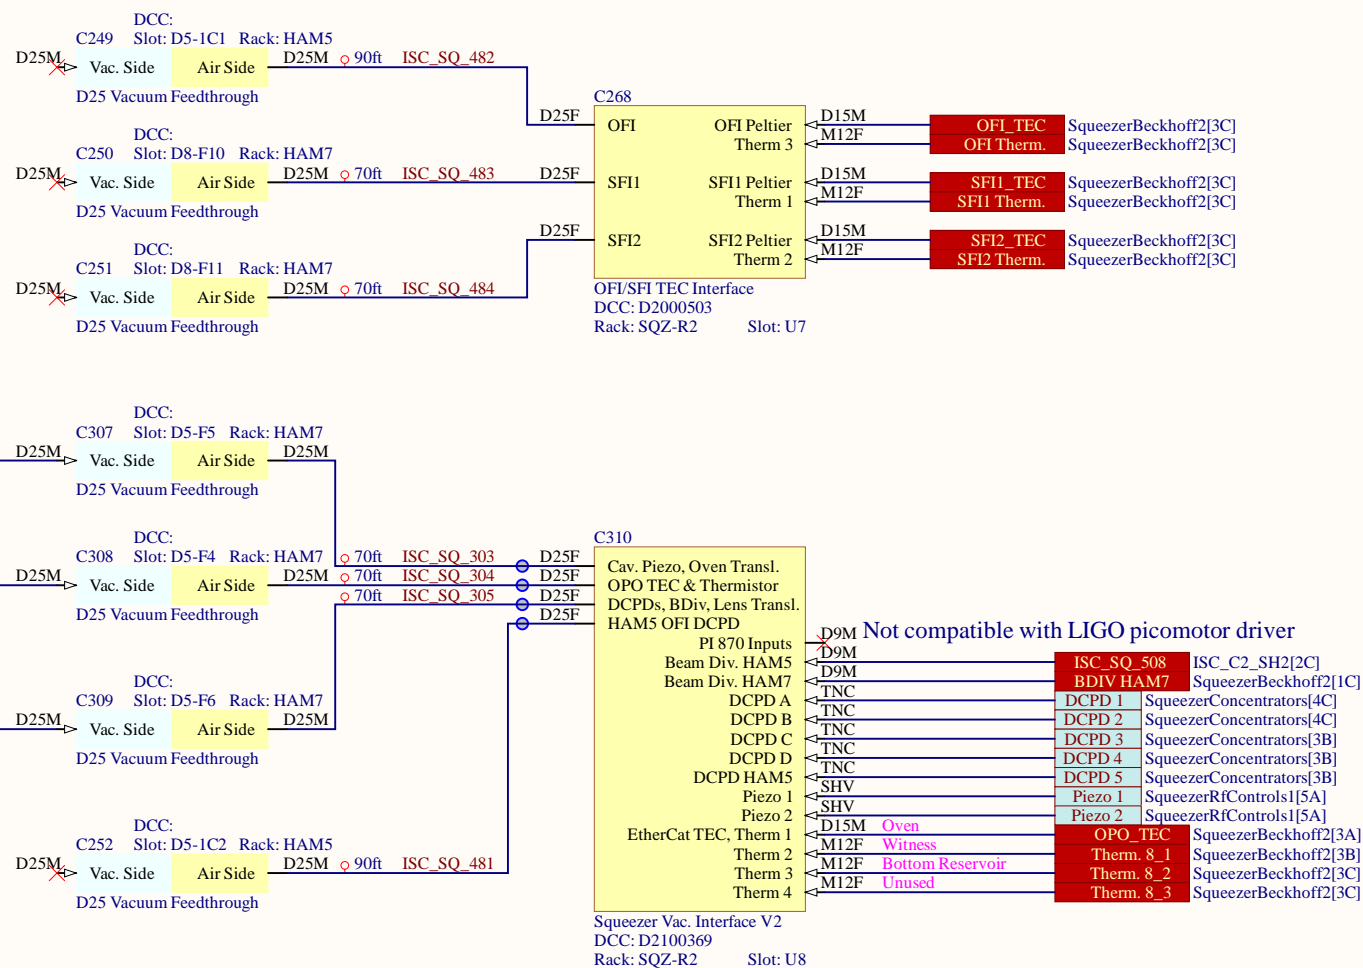 DCC:
C249 Slot: D5-1C1 Rack: HAM5
D25M Vac. Side Air Side D25M 90ft ISC_SQ_482
D25 Vacuum Feedthrough
DCC:
C250 Slot: D8-F10 Rack: HAM7
D25M Vac. Side Air Side D25M 70ft ISC_SQ_483
D25 Vacuum Feedthrough
DCC:
C251 Slot: D8-F11 Rack: HAM7
D25M Vac. Side Air Side D25M 70ft ISC_SQ_484
D25 Vacuum Feedthrough
C268
D25F OFI OFI Peltier D15M OFI_TEC SqueezerBeckhoff2[3C]
Therm 3 M12F OFI Therm. SqueezerBeckhoff2[3C]
D25F SFI1 SFI1 Peltier D15M SFI1_TEC SqueezerBeckhoff2[3C]
Therm 1 M12F SFI1 Therm. SqueezerBeckhoff2[3C]
D25F SFI2 SFI2 Peltier D15M SFI2_TEC SqueezerBeckhoff2[3C]
Therm 2 M12F SFI2 Therm. SqueezerBeckhoff2[3C]
OFI/SFI TEC Interface
DCC: D2000503
Rack: SQZ-R2 Slot: U7
DCC:
C307 Slot: D5-F5 Rack: HAM7
D25M Vac. Side Air Side D25M
D25 Vacuum Feedthrough
DCC:
C308 Slot: D5-F4 Rack: HAM7
D25M Vac. Side Air Side D25M
D25 Vacuum Feedthrough
DCC:
C309 Slot: D5-F6 Rack: HAM7
D25M Vac. Side Air Side D25M
D25 Vacuum Feedthrough
DCC:
C252 Slot: D5-1C2 Rack: HAM5
D25M Vac. Side Air Side D25M 90ft ISC_SQ_481
D25 Vacuum Feedthrough
C310
70ft ISC_SQ_303 D25F Cav. Piezo, Oven Transl.
70ft ISC_SQ_304 D25F OPO TEC & Thermistor
70ft ISC_SQ_305 D25F DCPDs, BDiv, Lens Transl.
D25F HAM5 OFI DCPD
PI 870 Inputs D9M Not compatible with LIGO picomotor driver
Beam Div. HAM5 D9M ISC_SQ_508 ISC_C2_SH2[2C]
Beam Div. HAM7 D9M BDIV HAM7 SqueezerBeckhoff2[1C]
DCPD A TNC DCPD 1 SqueezerConcentrators[4C]
DCPD B TNC DCPD 2 SqueezerConcentrators[4C]
DCPD C TNC DCPD 3 SqueezerConcentrators[3B]
DCPD D TNC DCPD 4 SqueezerConcentrators[3B]
DCPD HAM5 TNC DCPD 5 SqueezerConcentrators[3B]
Piezo 1 SHV Piezo 1 SqueezerRfControls1[5A]
Piezo 2 SHV Piezo 2 SqueezerRfControls1[5A]
EtherCat TEC, Therm 1 D15M Oven OPO_TEC SqueezerBeckhoff2[3A]
Therm 2 M12F Witness Therm. 8_1 SqueezerBeckhoff2[3B]
Therm 3 M12F Bottom Reservoir Therm. 8_2 SqueezerBeckhoff2[3C]
Therm 4 M12F Unused Therm. 8_3 SqueezerBeckhoff2[3C]
Squeezer Vac. Interface V2
DCC: D2100369
Rack: SQZ-R2 Slot: U8